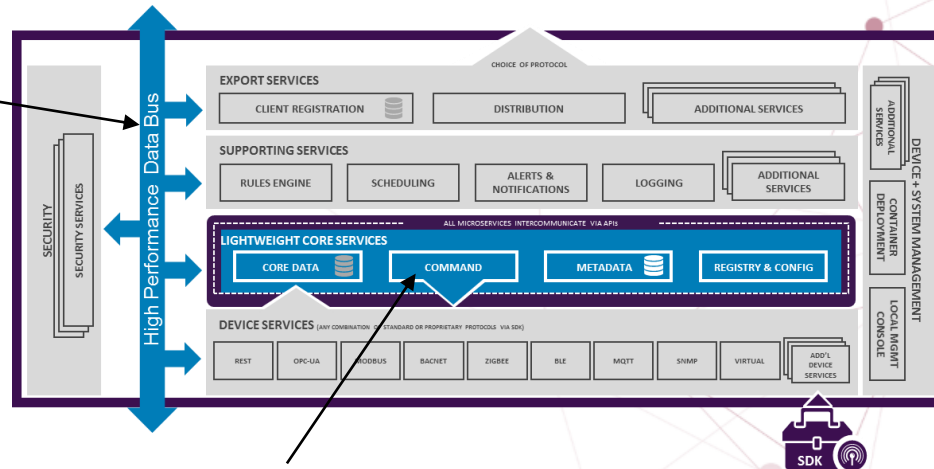 CHOICE OF PROTOCOL
EXPORT SERVICES
CLIENT REGISTRATION
DISTRIBUTION
ADDITIONAL SERVICES
SUPPORTING SERVICES
RULES ENGINE
SCHEDULING
ALERTS &
NOTIFICATIONS
LOGGING
ADDITIONAL
SERVICES
ALL MICROSERVICES INTERCOMMUNICATE VIA APIs
LIGHTWEIGHT CORE SERVICES
CORE DATA
COMMAND
METADATA
REGISTRY & CONFIG
DEVICE SERVICES (ANY COMBINATION OF STANDARD OR PROPRIETARY PROTOCOLS VIA SDK)
REST
OPC-UA
MODBUS
BACNET
ZIGBEE
BLE
MQTT
SNMP
VIRTUAL
ADD'L
DEVICE
SERVICES
SECURITY
SECURITY SERVICES
High Performance Data Bus
DEVICE + SYSTEM MANAGEMENT
ADDITIONAL
SERVICES
CONTAINER
DEPLOYMENT
LOCAL MGMT
CONSOLE
SDK